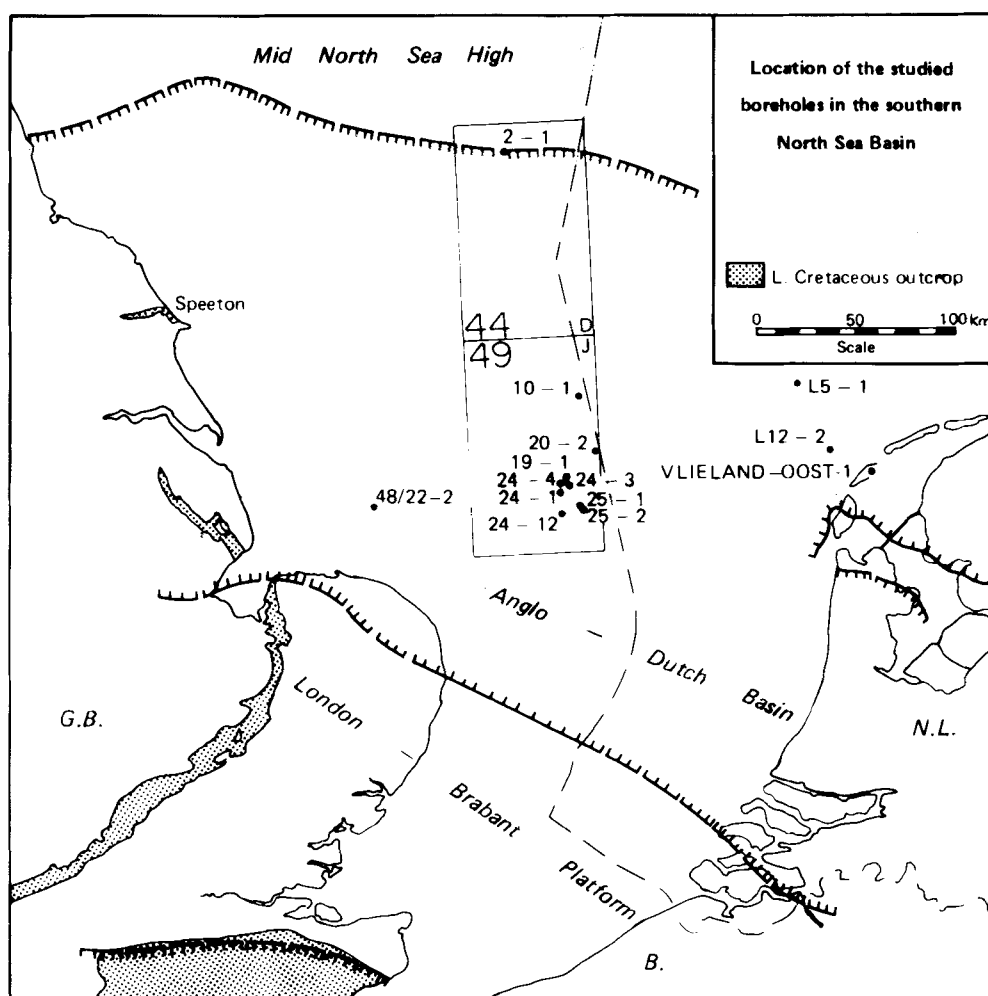 Mid North Sea High
Location of the studied
boreholes in the southern
North Sea Basin
L. Cretaceous outcrop
0 50 100 Km
Scale
2 - 1
Speeton
44 D
49 J
10 - 1
L5 - 1
20 - 2
L12 - 2
19 - 1
VLIELAND-OOST-1
24 - 4 24 - 3
48/22-2
24 - 1 25 - 1
24 - 12 25 - 2
Anglo - Dutch Basin
London - Brabant Platform
G.B.
N.L.
B.